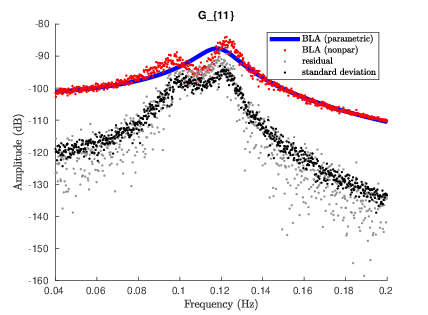 G_{11}
BLA (parametric)
BLA (nonpar)
residual
standard deviation
-80
-90
-100
-110
-120
-130
-140
-150
-160
Amplitude (dB)
0.04 0.06 0.08 0.1 0.12 0.14 0.16 0.18 0.2
Frequency (Hz)